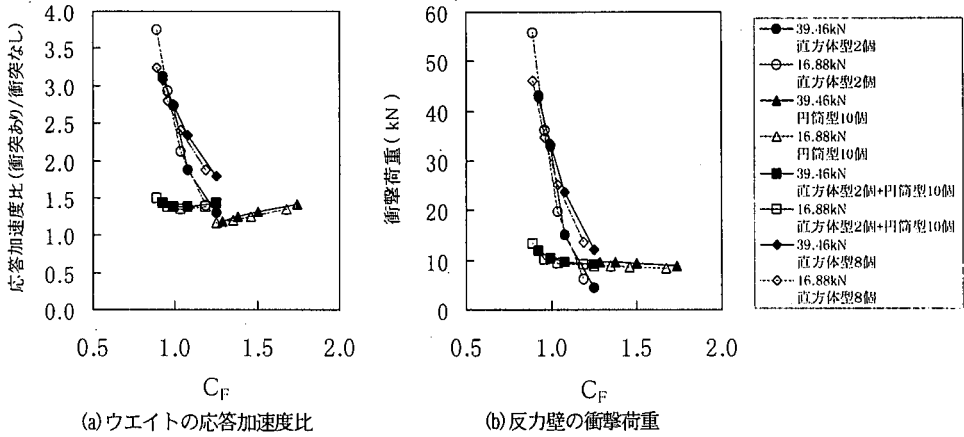 応答加速度比(衝突あり/衝突なし)
4.0
3.5
3.0
2.5
2.0
1.5
1.0
0.5
0.0
0.5 1.0 1.5 2.0
C_F
(a)ウエイトの応答加速度比
衝撃荷重(kN)
60
50
40
30
20
10
0
0.5 1.0 1.5 2.0
C_F
(b)反力壁の衝撃荷重
39.46kN
直方体型2個
16.88kN
直方体型2個
39.46kN
円筒型10個
16.88kN
円筒型10個
39.46kN
直方体型2個+円筒型10個
16.88kN
直方体型2個+円筒型10個
39.46kN
直方体型8個
16.88kN
直方体型8個